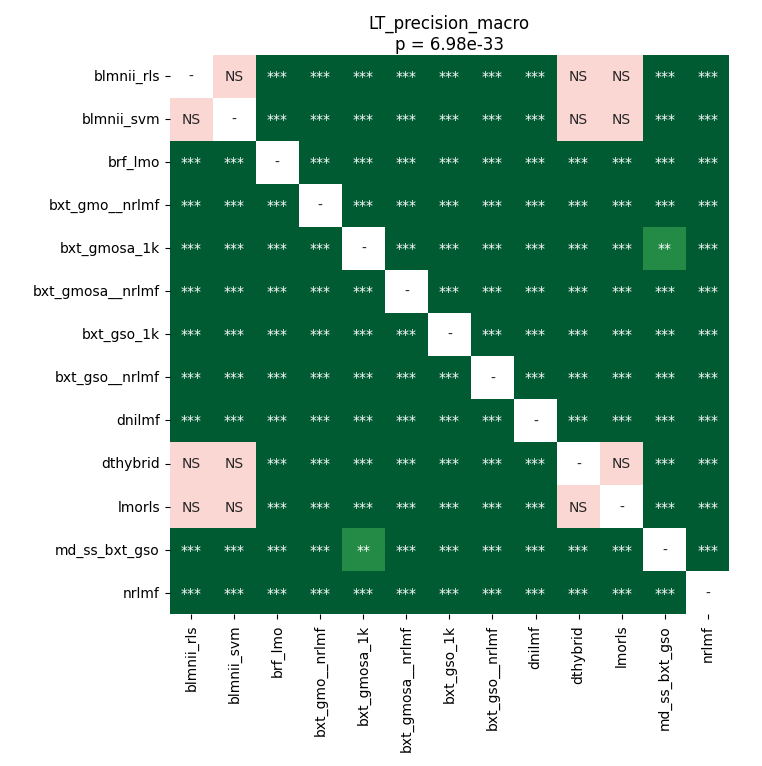 LT_precision_macro
p = 6.98e-33
blmnii_rls - NS *** *** *** *** *** *** *** NS NS *** ***
blmnii_svm NS - *** *** *** *** *** *** *** NS NS *** ***
brf_lmo *** *** - *** *** *** *** *** *** *** *** *** ***
bxt_gmo__nrlmf *** *** *** - *** *** *** *** *** *** *** *** ***
bxt_gmosa_1k *** *** *** *** - *** *** *** *** *** *** ** ***
bxt_gmosa__nrlmf *** *** *** *** *** - *** *** *** *** *** *** ***
bxt_gso_1k *** *** *** *** *** *** - *** *** *** *** *** ***
bxt_gso__nrlmf *** *** *** *** *** *** *** - *** *** *** *** ***
dnilmf *** *** *** *** *** *** *** *** - *** *** *** ***
dthybrid NS NS *** *** *** *** *** *** *** - NS *** ***
lmorls NS NS *** *** *** *** *** *** *** NS - *** ***
md_ss_bxt_gso *** *** *** *** ** *** *** *** *** *** *** - ***
nrlmf *** *** *** *** *** *** *** *** *** *** *** *** -
blmnii_rls
blmnii_svm
brf_lmo
bxt_gmo__nrlmf
bxt_gmosa_1k
bxt_gmosa__nrlmf
bxt_gso_1k
bxt_gso__nrlmf
dnilmf
dthybrid
lmorls
md_ss_bxt_gso
nrlmf